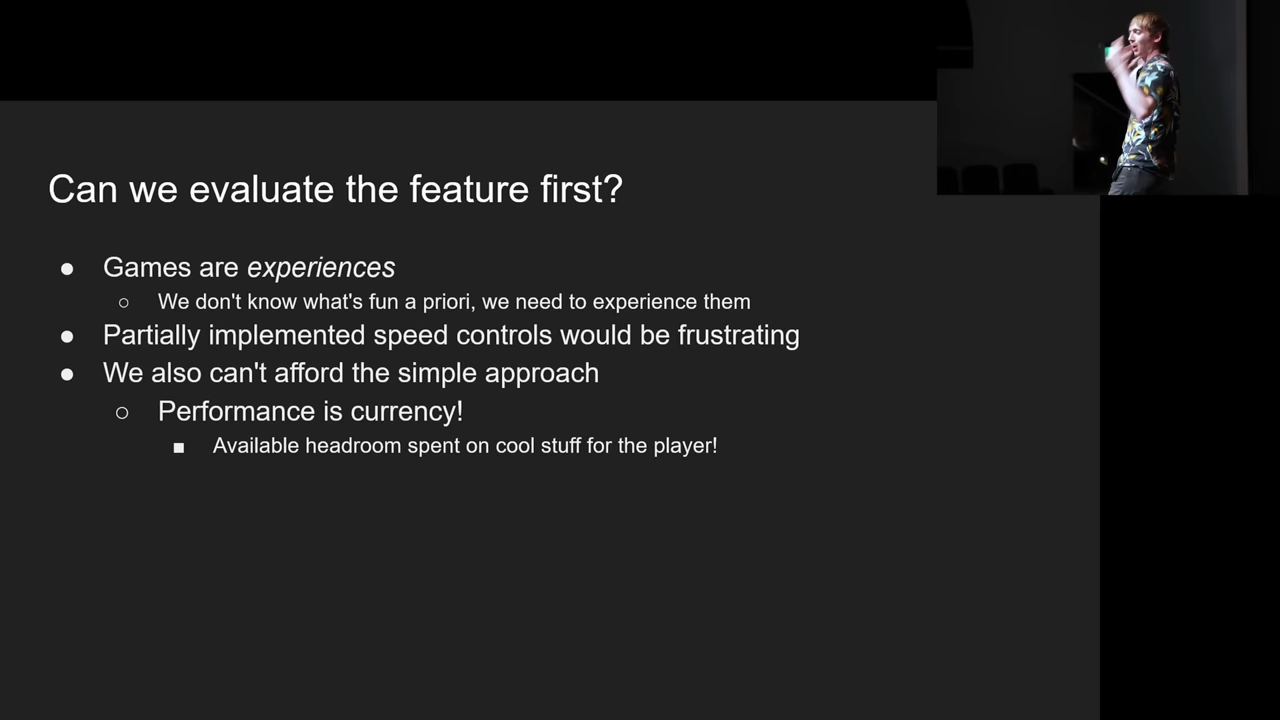 Can we evaluate the feature first?
● Games are experiences
○ We don't know what's fun a priori, we need to experience them
● Partially implemented speed controls would be frustrating
● We also can't afford the simple approach
○ Performance is currency!
■ Available headroom spent on cool stuff for the player!